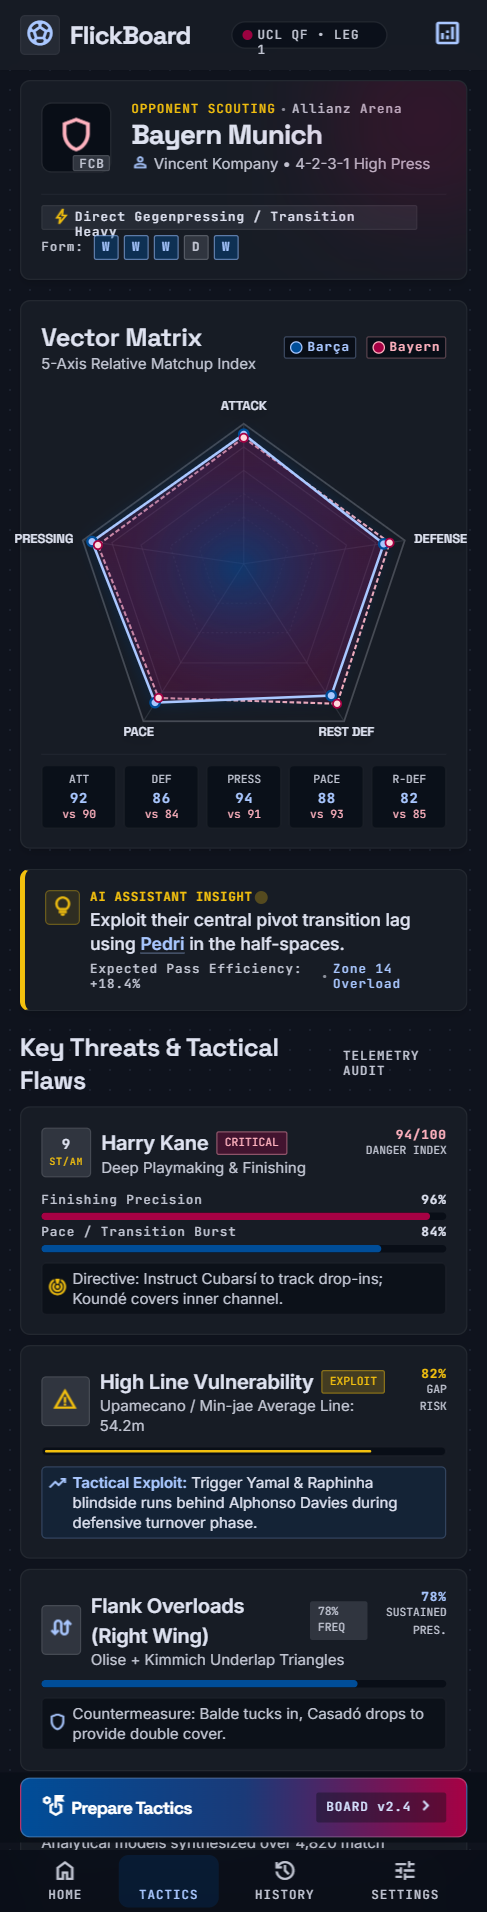 FlickBoard
UCL QF • LEG
1
OPPONENT SCOUTING • Allianz Arena
Bayern Munich
FCB
Vincent Kompany • 4-2-3-1 High Press
Direct Gegenpressing / Transition
Heavy
Form: W W W D W
Vector Matrix
5-Axis Relative Matchup Index
Barça
Bayern
ATTACK
PRESSING
DEFENSE
PACE
REST DEF
ATT DEF PRESS PACE R-DEF
92 86 94 88 82
vs 90 vs 84 vs 91 vs 93 vs 85
AI ASSISTANT INSIGHT
Exploit their central pivot transition lag
using Pedri in the half-spaces.
Expected Pass Efficiency: • Zone 14
+18.4% Overload
Key Threats & Tactical
Flaws
TELEMETRY
AUDIT
9
ST/AM
Harry Kane CRITICAL
Deep Playmaking & Finishing
94/100
DANGER INDEX
Finishing Precision 96%
Pace / Transition Burst 84%
Directive: Instruct Cubarsí to track drop-ins;
Koundé covers inner channel.
High Line Vulnerability EXPLOIT
Upamecano / Min-jae Average Line:
54.2m
82%
GAP
RISK
Tactical Exploit: Trigger Yamal & Raphinha
blindside runs behind Alphonso Davies during
defensive turnover phase.
Flank Overloads
(Right Wing)
78%
FREQ
Olise + Kimmich Underlap Triangles
78%
SUSTAINED
PRES.
Countermeasure: Balde tucks in, Casadó drops to
provide double cover.
Prepare Tactics
BOARD v2.4
Analytical models synthesized over 4,820 match
HOME TACTICS HISTORY SETTINGS